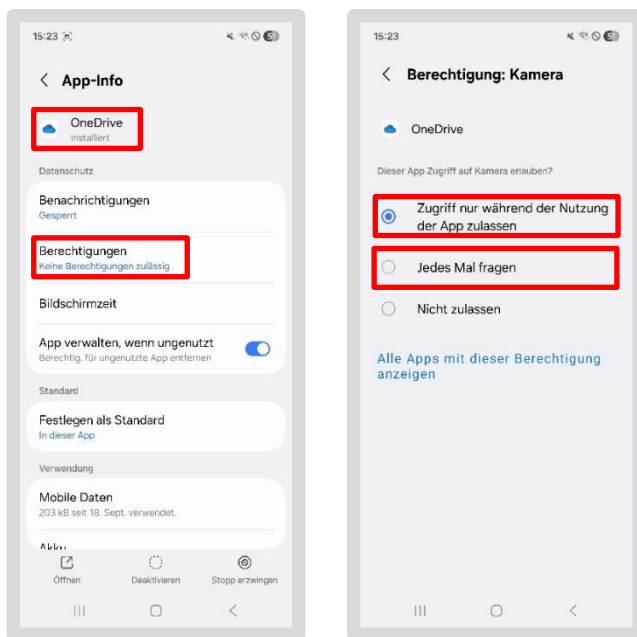 15:23
App-Info
OneDrive
Installiert
Datenschutz
Benachrichtigungen
Gesperrt
Berechtigungen
Keine Berechtigungen zulässig
Bildschirmzeit
App verwalten, wenn ungenutzt
Berechtig. für ungenutzte App entfernen
Standard
Festlegen als Standard
In dieser App
Verwendung
Mobile Daten
203 kB seit 18. Sept. verwendet.
Akku
Öffnen
Deaktivieren
Stopp erzwingen
15:23
Berechtigung: Kamera
OneDrive
Dieser App Zugriff auf Kamera erlauben?
Zugriff nur während der Nutzung
der App zulassen
Jedes Mal fragen
Nicht zulassen
Alle Apps mit dieser Berechtigung
anzeigen